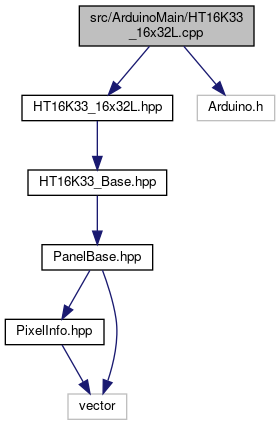 src/ArduinoMain/HT16K33
_16x32L.cpp
HT16K33_16x32L.hpp
Arduino.h
HT16K33_Base.hpp
PanelBase.hpp
PixelInfo.hpp
vector